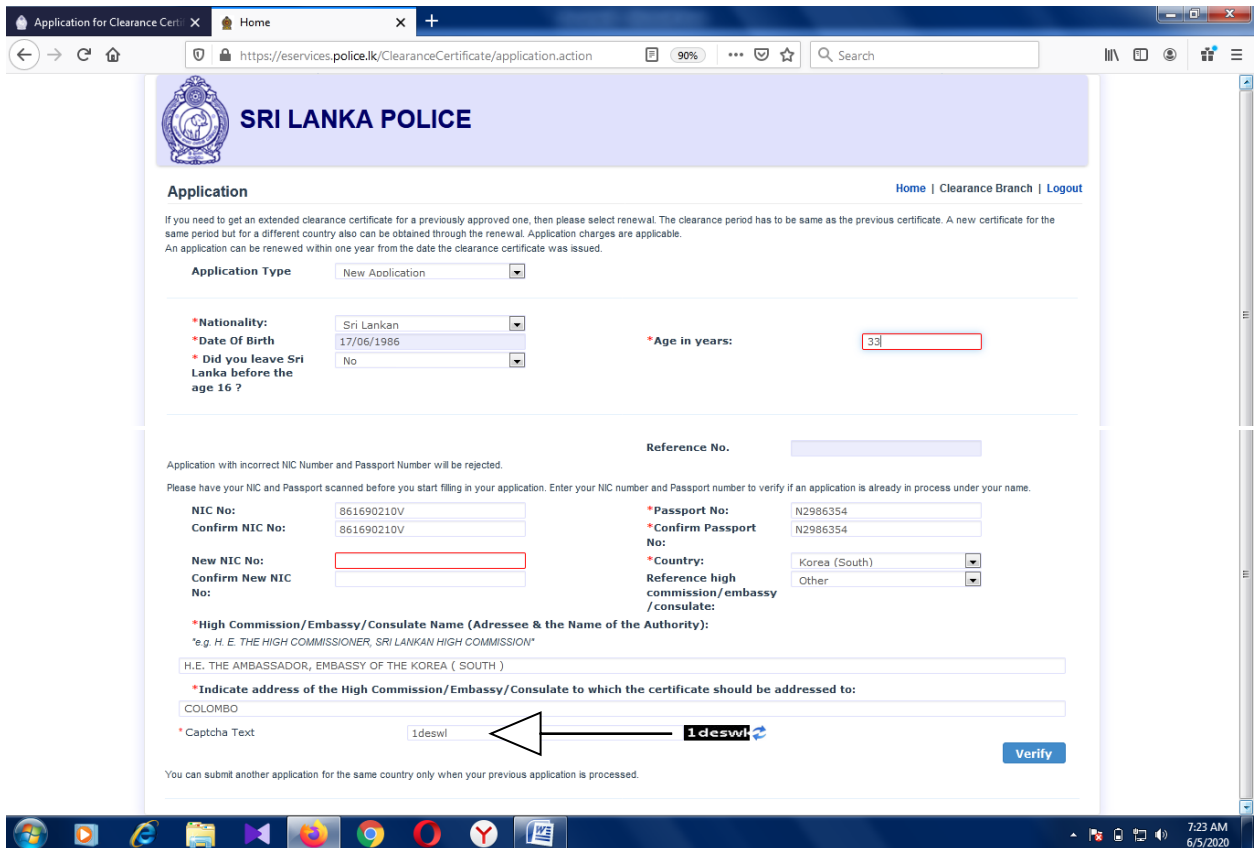 Application for Clearance Certif
Home
https://eservices.police.lk/ClearanceCertificate/application.action
90%
Search
SRI LANKA POLICE
Application
Home | Clearance Branch | Logout
If you need to get an extended clearance certificate for a previously approved one, then please select renewal. The clearance period has to be same as the previous certificate. A new certificate for the
same period but for a different country also can be obtained through the renewal. Application charges are applicable.
An application can be renewed within one year from the date the clearance certificate was issued.
Application Type New Application
*Nationality: Sri Lankan
*Date Of Birth 17/06/1986 *Age in years: 33
* Did you leave Sri No
Lanka before the
age 16 ?
Reference No.
Application with incorrect NIC Number and Passport Number will be rejected.
Please have your NIC and Passport scanned before you start filling in your application. Enter your NIC number and Passport number to verify if an application is already in process under your name.
NIC No: 861690210V *Passport No: N2986354
Confirm NIC No: 861690210V *Confirm Passport N2986354
No:
New NIC No: *Country: Korea (South)
Confirm New NIC Reference high Other
No: commission/embassy
/consulate:
*High Commission/Embassy/Consulate Name (Adressee & the Name of the Authority):
"e.g. H. E. THE HIGH COMMISSIONER, SRI LANKAN HIGH COMMISSION"
H.E. THE AMBASSADOR, EMBASSY OF THE KOREA ( SOUTH )
*Indicate address of the High Commission/Embassy/Consulate to which the certificate should be addressed to:
COLOMBO
* Captcha Text 1deswl 1deswl
Verify
You can submit another application for the same country only when your previous application is processed.
7:23 AM
6/5/2020